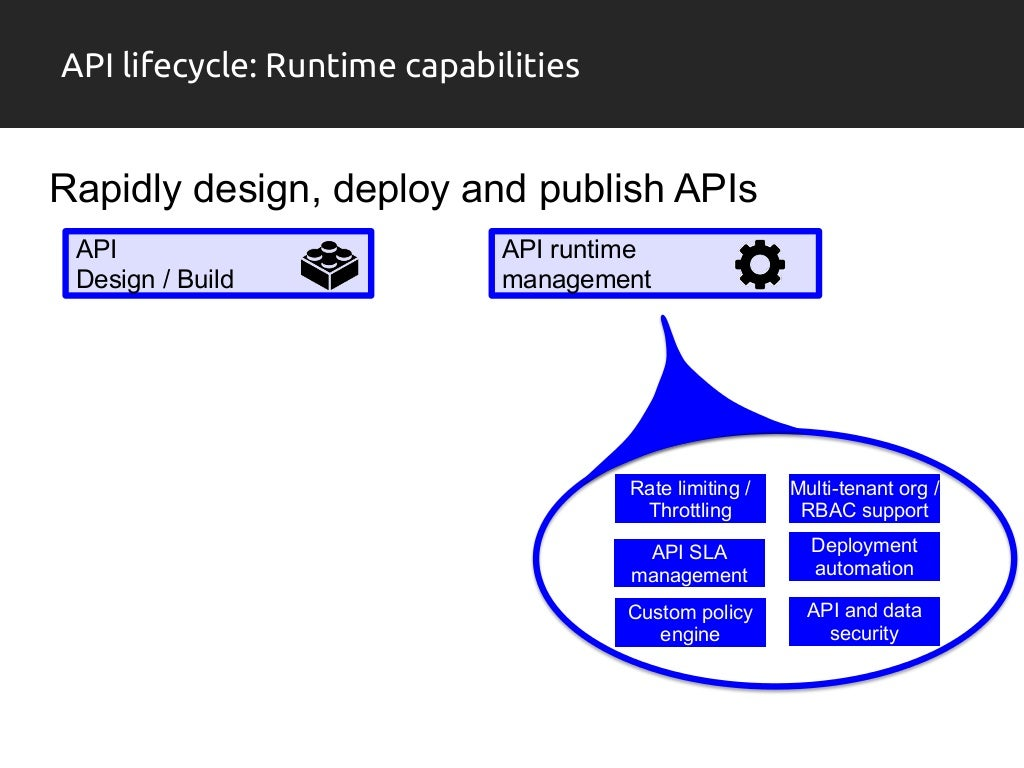 API lifecycle: Runtime capabilities
Rapidly design, deploy and publish APIs
API
Design / Build
API runtime
management
Rate limiting /
Throttling
Multi-tenant org /
RBAC support
API SLA
management
Deployment
automation
Custom policy
engine
API and data
security